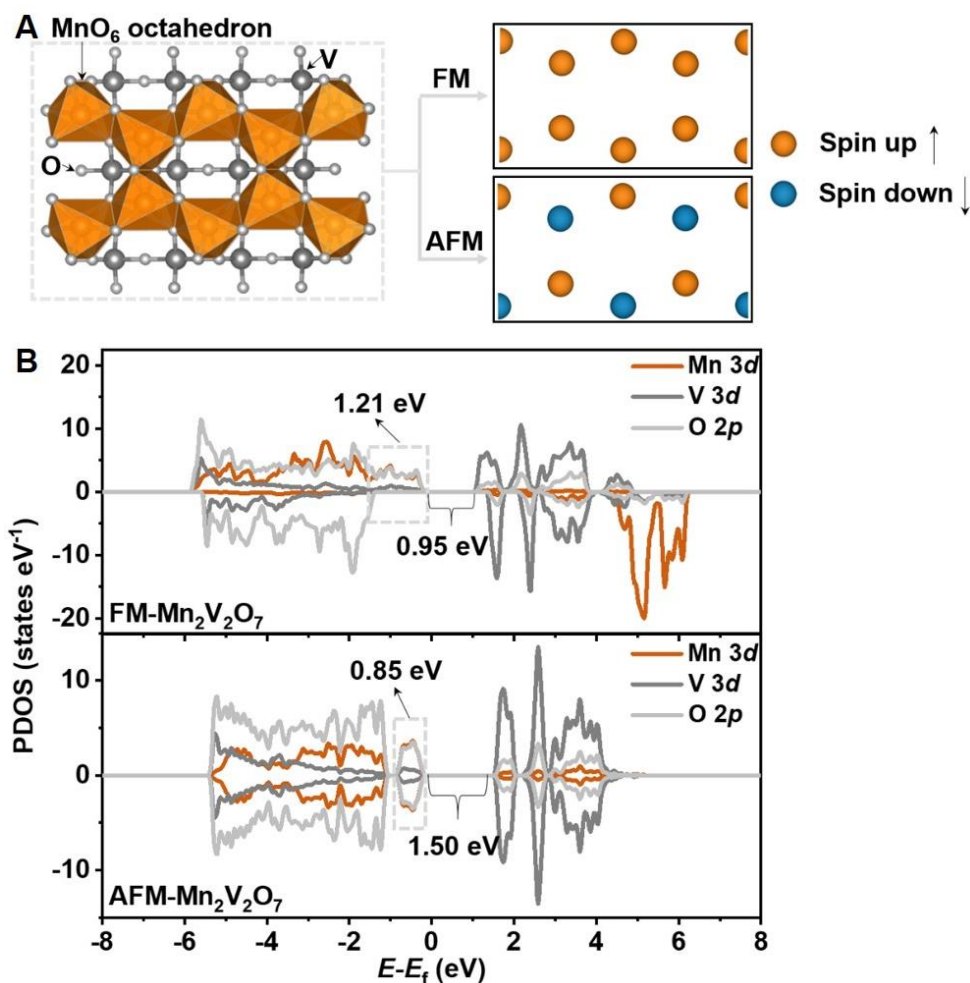 A
MnO6 octahedron
V
O
FM
AFM
Spin up ↑
Spin down ↓
B
PDOS (states eV-1)
20
10
0
-10
-20
Mn 3d
V 3d
O 2p
1.21 eV
0.95 eV
FM-Mn2V2O7
10
0
-10
Mn 3d
V 3d
O 2p
0.85 eV
1.50 eV
AFM-Mn2V2O7
-8 -6 -4 -2 0 2 4 6 8
E-Ef (eV)